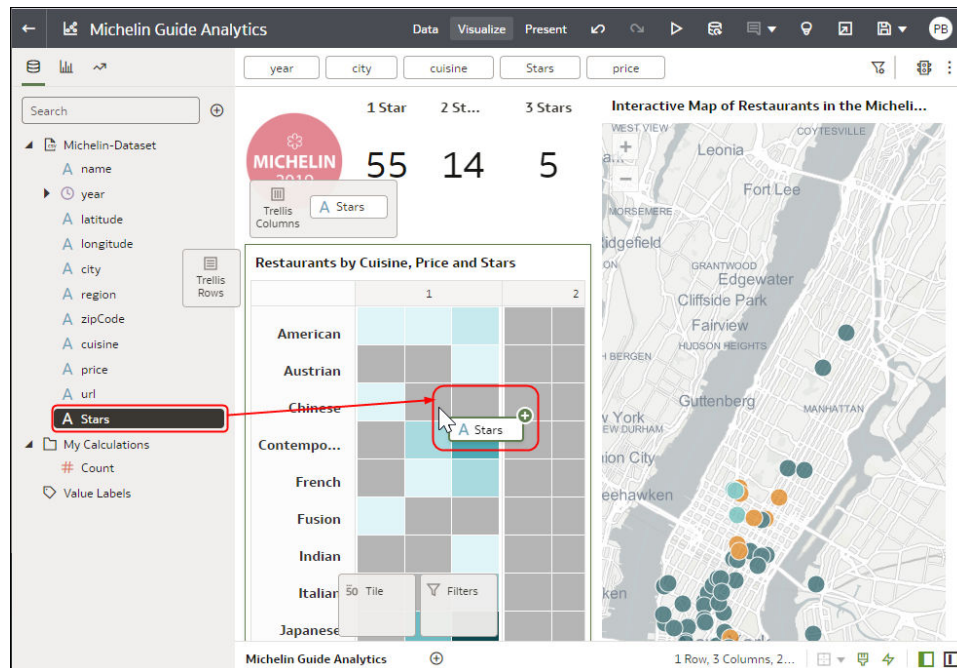 Michelin Guide Analytics
Data Visualize Present
PB
year city cuisine Stars price
Search
Michelin-Dataset
A name
year
A latitude
A longitude
A city
A region
A zipCode
A cuisine
A price
A url
A Stars
My Calculations
# Count
Value Labels
Trellis Rows
MICHELIN
2019
1 Star 2 St... 3 Stars
55 14 5
Trellis Columns
A Stars
Restaurants by Cuisine, Price and Stars
1 2
American
Austrian
Chinese
Contempo...
French
Fusion
Indian
Italian
Japanese
A Stars
50 Tile
Filters
Interactive Map of Restaurants in the Micheli...
WEST VIEW
COYTESVILLE
+
Leonia
−
Fort Lee
MORSEMERE
idgefield
GRANTWOOD
Edgewater
Cliffside Park
Fairview
HUDSON HEIGHTS
H BERGEN
Guttenberg
MANHATTAN
v York
EW DURHAM
ion City
eehawken
ken
Michelin Guide Analytics
1 Row, 3 Columns, 2...